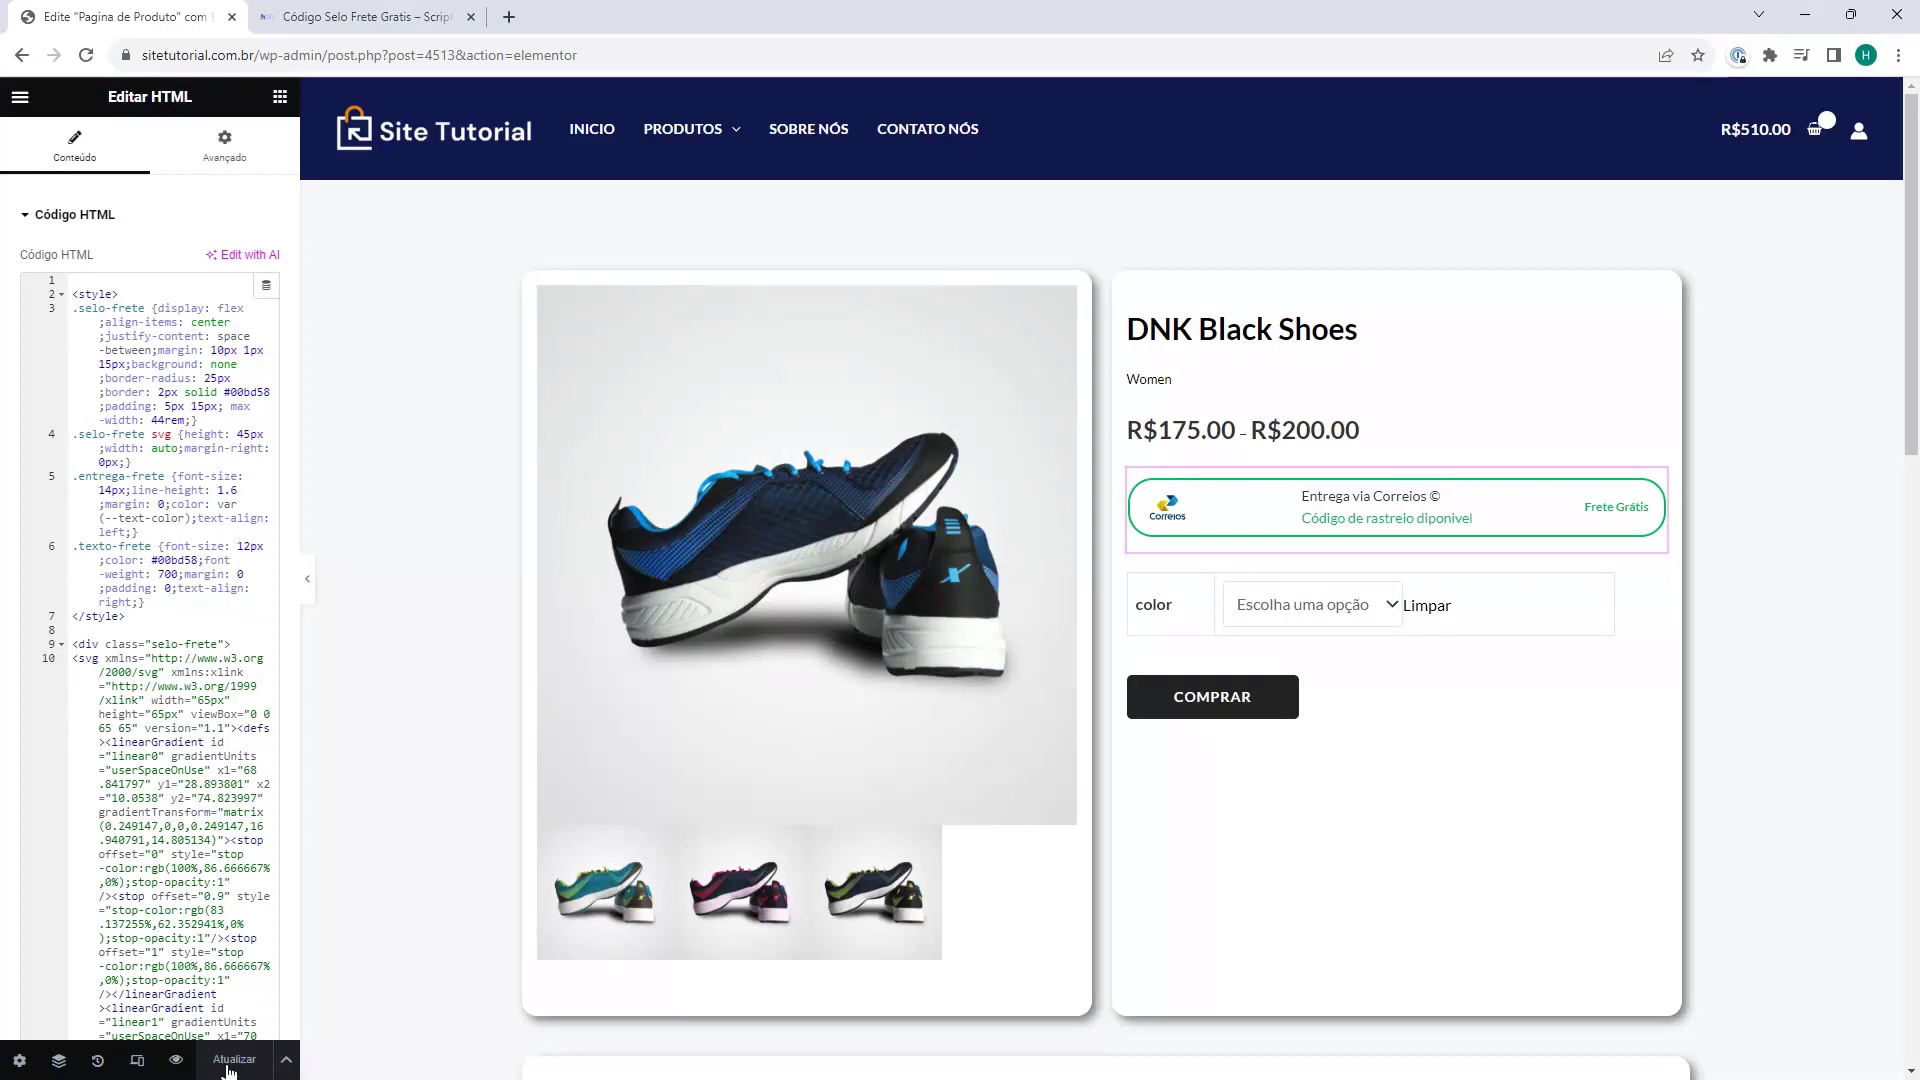 Edite "Pagina de Produto" com E
Código Selo Frete Gratis – Script
sitetutorial.com.br/wp-admin/post.php?post=4513&action=elementor
H
Editar HTML
Site Tutorial
INICIO
PRODUTOS
SOBRE NÓS
CONTATO NÓS
R$510.00
Conteúdo
Avançado
Código HTML
Código HTML
Edit with AI
1
2 <style>
3 .selo-frete {display: flex
;align-items: center
;justify-content: space
-between;margin: 10px 1px
15px;background: none
;border-radius: 25px
;border: 2px solid #00bd58
;padding: 5px 15px; max
-width: 44rem;}
4 .selo-frete svg {height: 45px
;width: auto;margin-right:
0px;}
5 .entrega-frete {font-size:
14px;line-height: 1.6
;margin: 0;color: var
(--text-color);text-align:
left;}
6 .texto-frete {font-size: 12px
;color: #00bd58;font
-weight: 700;margin: 0
;padding: 0;text-align:
right;}
7 </style>
8
9 <div class="selo-frete">
10 <svg xmlns="http://www.w3.org
/2000/svg" xmlns:xlink
="http://www.w3.org/1999
/xlink" width="65px"
height="65px" viewBox="0 0
65 65" version="1.1"><defs
><linearGradient id
="linear0" gradientUnits
="userSpaceOnUse" x1="68
.841797" y1="28.893801" x2
="10.0538" y2="74.823997"
gradientTransform="matrix
(0.249147,0,0,0.249147,16
.940791,14.805134)"><stop
offset="0" style="stop
-color:rgb(100%,86.666667%
,0%);stop-opacity:1"
/><stop offset="0.9" style
="stop-color:rgb(83
.137255%,62.352941%,0%
);stop-opacity:1"/><stop
offset="1" style="stop
-color:rgb(100%,86.666667%
,0%);stop-opacity:1"
/></linearGradient
><linearGradient id
="linear1" gradientUnits
="userSpaceOnUse" x1="70
Atualizar
DNK Black Shoes
Women
R$175.00 – R$200.00
Correios
Entrega via Correios ©
Código de rastreio diponivel
Frete Grátis
color
Escolha uma opção
Limpar
COMPRAR